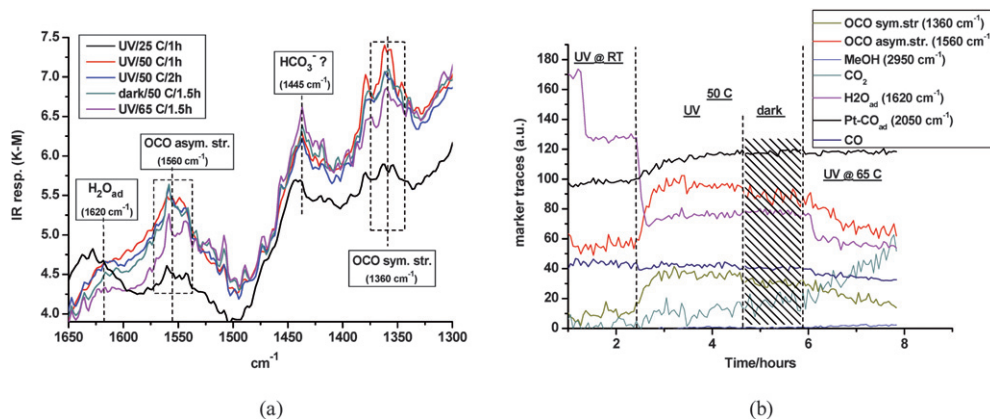 (a)
7.5
7.0
6.5
6.0
5.5
5.0
4.5
4.0
IR resp. (K-M)
UV/25 C/1h
UV/50 C/1h
UV/50 C/2h
dark/50 C/1.5h
UV/65 C/1.5h
HCO₃⁻ ?
(1445 cm⁻¹)
OCO asym. str.
(1560 cm⁻¹)
H₂Oₐd
(1620 cm⁻¹)
OCO sym. str.
(1360 cm⁻¹)
1650 1600 1550 1500 1450 1400 1350 1300
cm⁻¹
(b)
180
160
140
120
100
80
60
40
20
0
marker traces (a.u.)
OCO sym.str (1360 cm⁻¹)
OCO asym.str. (1560 cm⁻¹)
MeOH (2950 cm⁻¹)
CO₂
H₂Oₐd (1620 cm⁻¹)
Pt-COₐd (2050 cm⁻¹)
CO
UV @ RT
50 C
UV
dark
UV @ 65 C
2 4 6 8
Time/hours
(a)
(b)